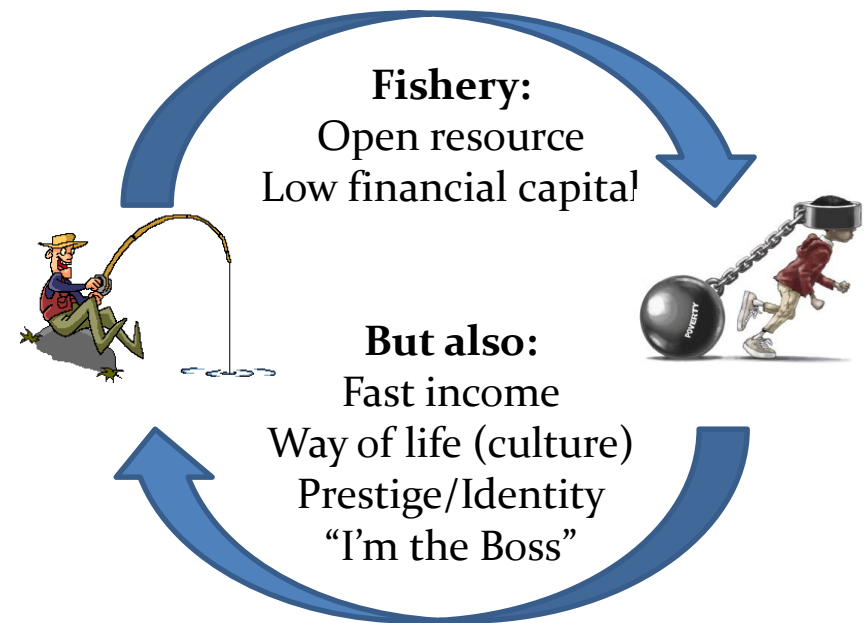 Fishery:
Open resource
Low financial capital
POVERTY
But also:
Fast income
Way of life (culture)
Prestige/Identity
“I’m the Boss”